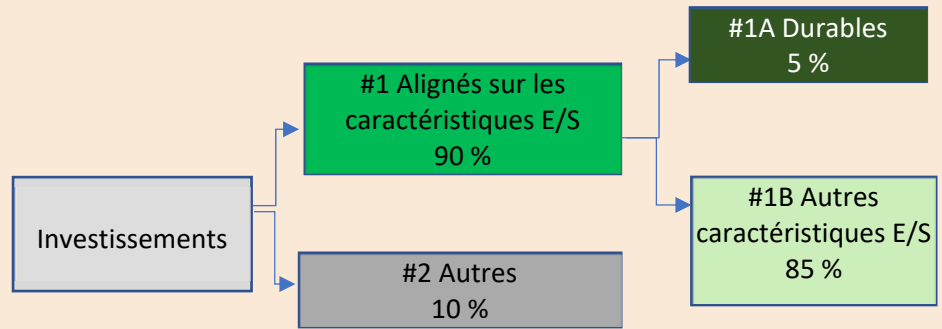 Investissements
#1 Alignés sur les
caractéristiques E/S
90 %
#2 Autres
10 %
#1A Durables
5 %
#1B Autres
caractéristiques E/S
85 %